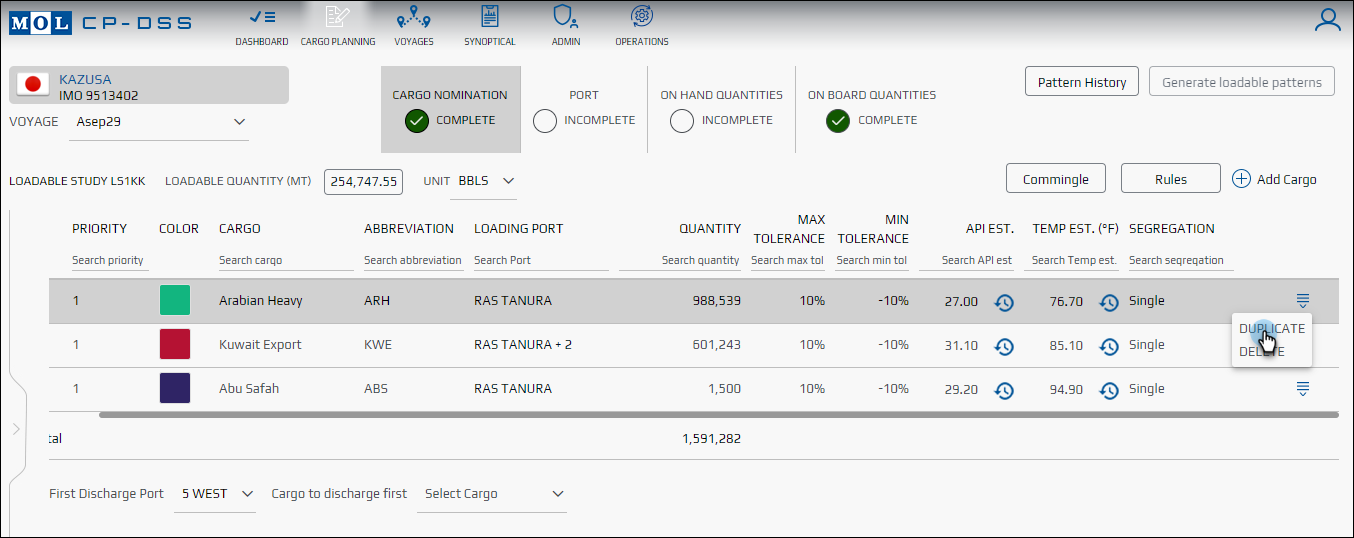 MOL CP-DSS
DASHBOARD CARGO PLANNING VOYAGES SYNOPTICAL ADMIN OPERATIONS
KAZUSA
IMO 9513402
VOYAGE Asep29
CARGO NOMINATION
COMPLETE
PORT
INCOMPLETE
ON HAND QUANTITIES
INCOMPLETE
ON BOARD QUANTITIES
COMPLETE
Pattern History Generate loadable patterns
LOADABLE STUDY LS1KK LOADABLE QUANTITY (MT) 254,747.55 UNIT BBLS
Commingle Rules Add Cargo
PRIORITY COLOR CARGO ABBREVIATION LOADING PORT QUANTITY MAX TOLERANCE MIN TOLERANCE API EST. TEMP EST. (°F) SEGREGATION
Search priority Search cargo Search abbreviation Search Port Search quantity Search max tol Search min tol Search API est Search Temp est. Search segregation
1 Arabian Heavy ARH RAS TANURA 988,539 10% -10% 27.00 76.70 Single
DUPLICATE
1 Kuwait Export KWE RAS TANURA + 2 601,243 10% -10% 31.10 85.10 Single
DELETE
1 Abu Safah ABS RAS TANURA 1,500 10% -10% 29.20 94.90 Single
tal 1,591,282
First Discharge Port 5 WEST Cargo to discharge first Select Cargo